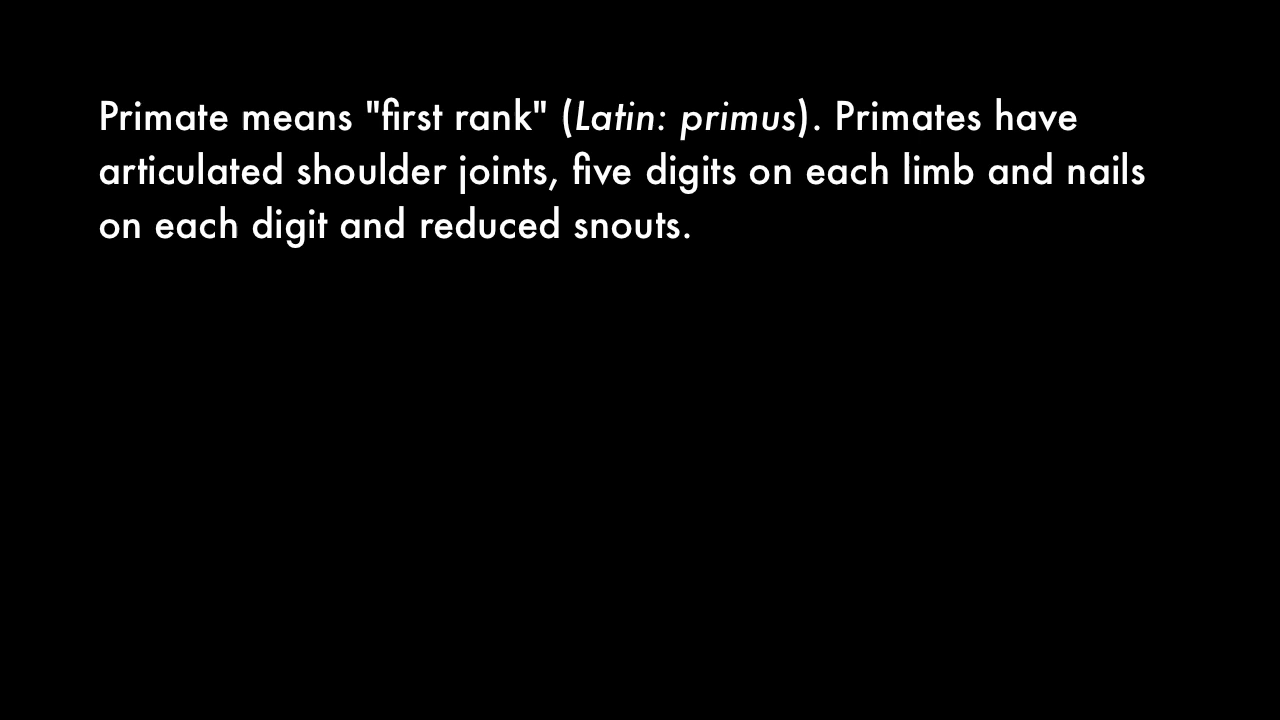 Primate means "first rank" (Latin: primus). Primates have
articulated shoulder joints, five digits on each limb and nails
on each digit and reduced snouts.